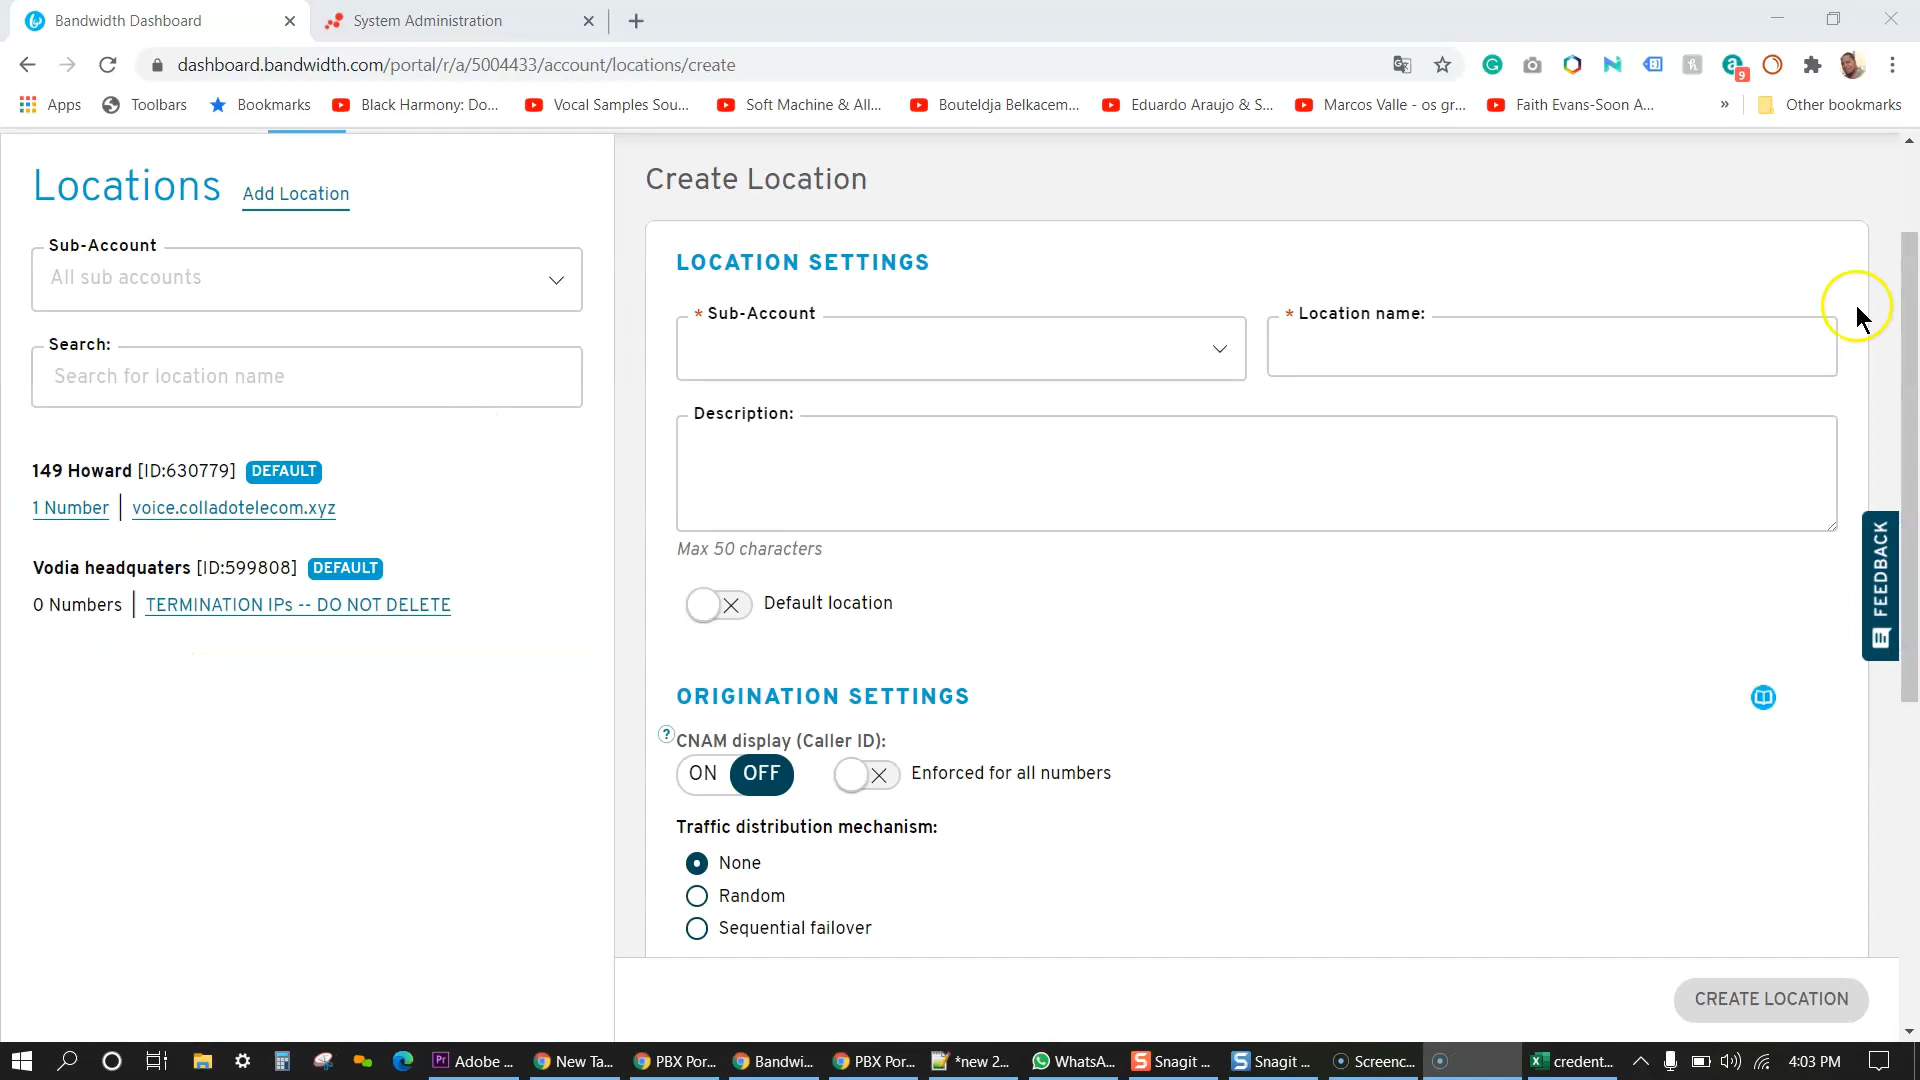 Bandwidth Dashboard
System Administration
dashboard.bandwidth.com/portal/r/a/5004433/account/locations/create
9
Apps
Toolbars
Bookmarks
Black Harmony: Do...
Vocal Samples Sou...
Soft Machine & All...
Bouteldja Belkacem...
Eduardo Araujo & S...
Marcos Valle - os gr...
Faith Evans-Soon A...
»
Other bookmarks
Locations
Add Location
Sub-Account
All sub accounts
Search:
Search for location name
149 Howard [ID:630779] DEFAULT
1 Number | voice.colladotelecom.xyz
Vodia headquaters [ID:599808] DEFAULT
0 Numbers | TERMINATION IPs -- DO NOT DELETE
Create Location
LOCATION SETTINGS
* Sub-Account
* Location name:
Description:
Max 50 characters
Default location
ORIGINATION SETTINGS
? CNAM display (Caller ID):
ON OFF
Enforced for all numbers
Traffic distribution mechanism:
None
Random
Sequential failover
CREATE LOCATION
FEEDBACK
Adobe ...
New Ta...
PBX Por...
Bandwi...
PBX Por...
*new 2...
WhatsA...
Snagit ...
Snagit ...
Screenc...
credent...
4:03 PM